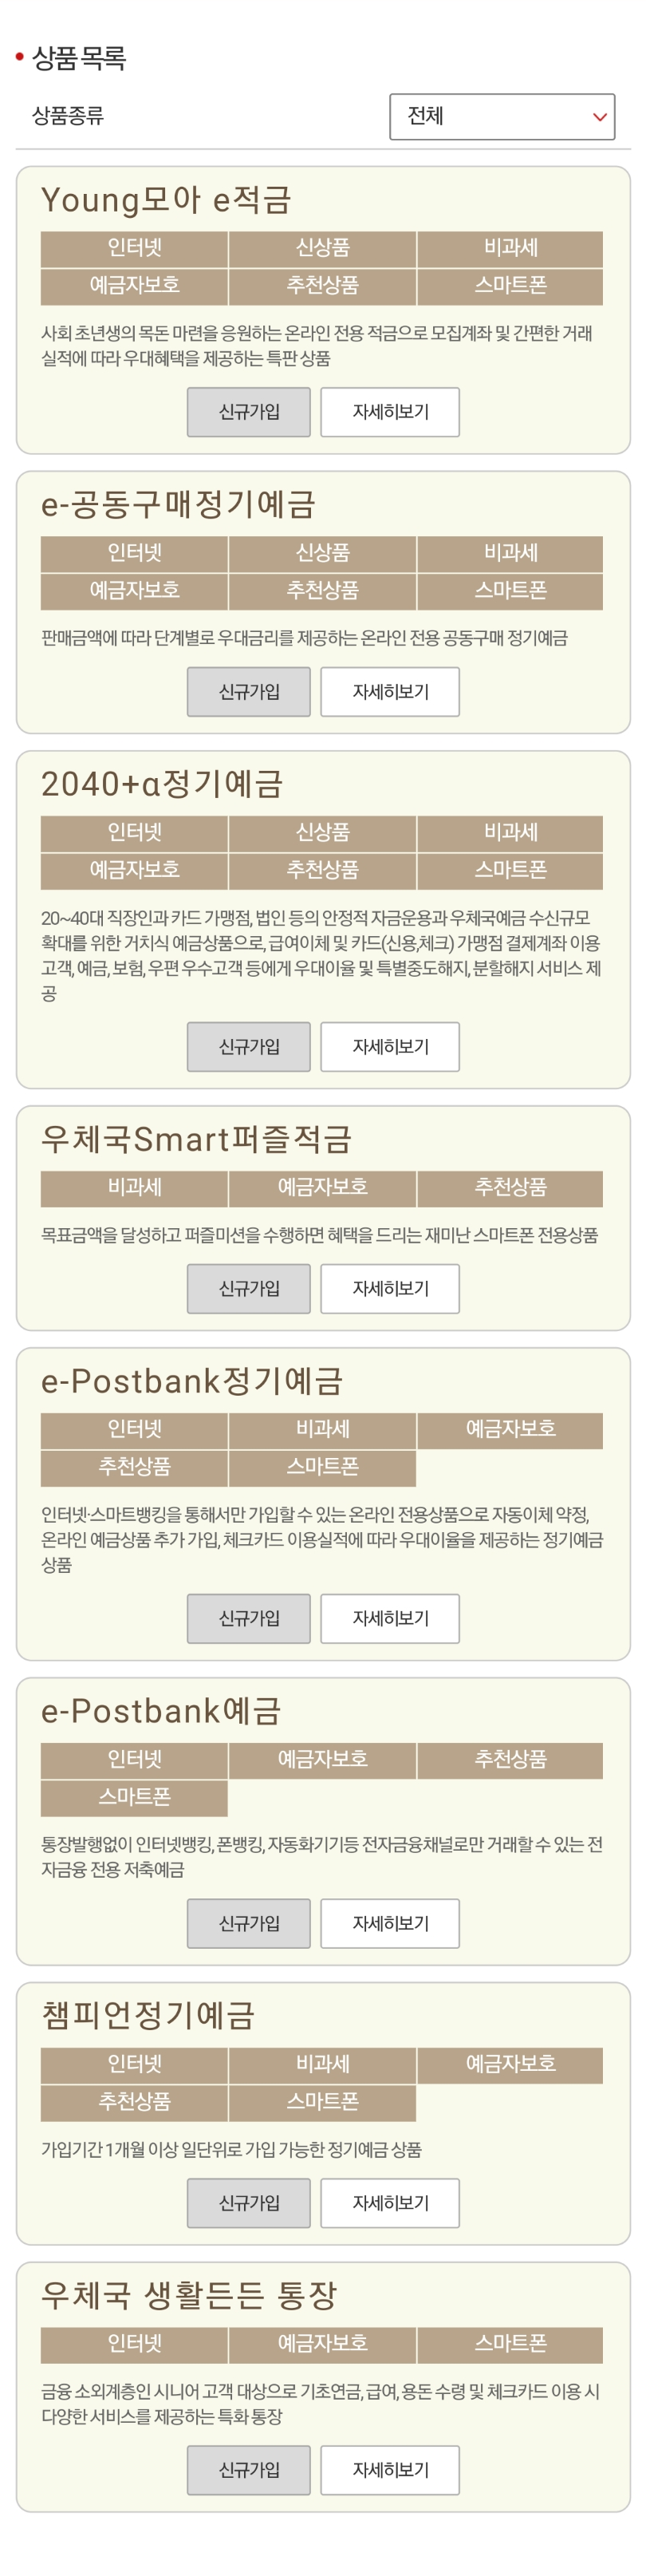 상품 목록
상품종류 전체
Young모아 e적금
인터넷 신상품 비과세
예금자보호 추천상품 스마트폰
사회 초년생의 목돈 마련을 응원하는 온라인 전용 적금으로 모집계좌 및 간편한 거래
실적에 따라 우대혜택을 제공하는 특판 상품
신규가입 자세히보기
e-공동구매정기예금
인터넷 신상품 비과세
예금자보호 추천상품 스마트폰
판매금액에 따라 단계별로 우대금리를 제공하는 온라인 전용 공동구매 정기예금
신규가입 자세히보기
2040+α정기예금
인터넷 신상품 비과세
예금자보호 추천상품 스마트폰
20~40대 직장인과 카드 가맹점, 법인 등의 안정적 자금운용과 우체국예금 수신규모
확대를 위한 거치식 예금상품으로, 급여이체 및 카드(신용,체크) 가맹점 결제계좌 이용
고객, 예금, 보험, 우편 우수고객 등에게 우대이율 및 특별중도해지, 분할해지 서비스 제
공
신규가입 자세히보기
우체국Smart퍼즐적금
비과세 예금자보호 추천상품
목표금액을 달성하고 퍼즐미션을 수행하면 혜택을 드리는 재미난 스마트폰 전용상품
신규가입 자세히보기
e-Postbank정기예금
인터넷 비과세 예금자보호
추천상품 스마트폰
인터넷·스마트뱅킹을 통해서만 가입할 수 있는 온라인 전용상품으로 자동이체 약정,
온라인 예금상품 추가 가입, 체크카드 이용실적에 따라 우대이율을 제공하는 정기예금
상품
신규가입 자세히보기
e-Postbank예금
인터넷 예금자보호 추천상품
스마트폰
통장발행없이 인터넷뱅킹, 폰뱅킹, 자동화기기등 전자금융채널로만 거래할 수 있는 전
자금융 전용 저축예금
신규가입 자세히보기
챔피언정기예금
인터넷 비과세 예금자보호
추천상품 스마트폰
가입기간 1개월 이상 일단위로 가입 가능한 정기예금 상품
신규가입 자세히보기
우체국 생활든든 통장
인터넷 예금자보호 스마트폰
금융 소외계층인 시니어 고객 대상으로 기초연금, 급여, 용돈 수령 및 체크카드 이용 시
다양한 서비스를 제공하는 특화 통장
신규가입 자세히보기